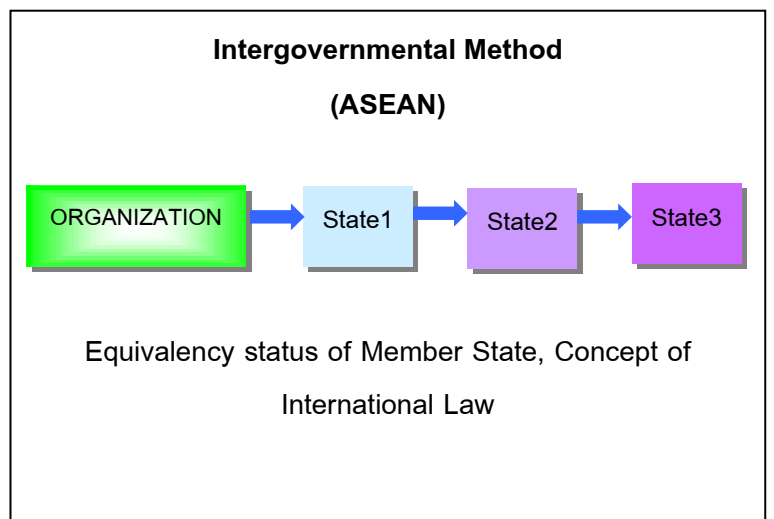 Intergovernmental Method
(ASEAN)
ORGANIZATION
State1
State2
State3
Equivalency status of Member State, Concept of
International Law